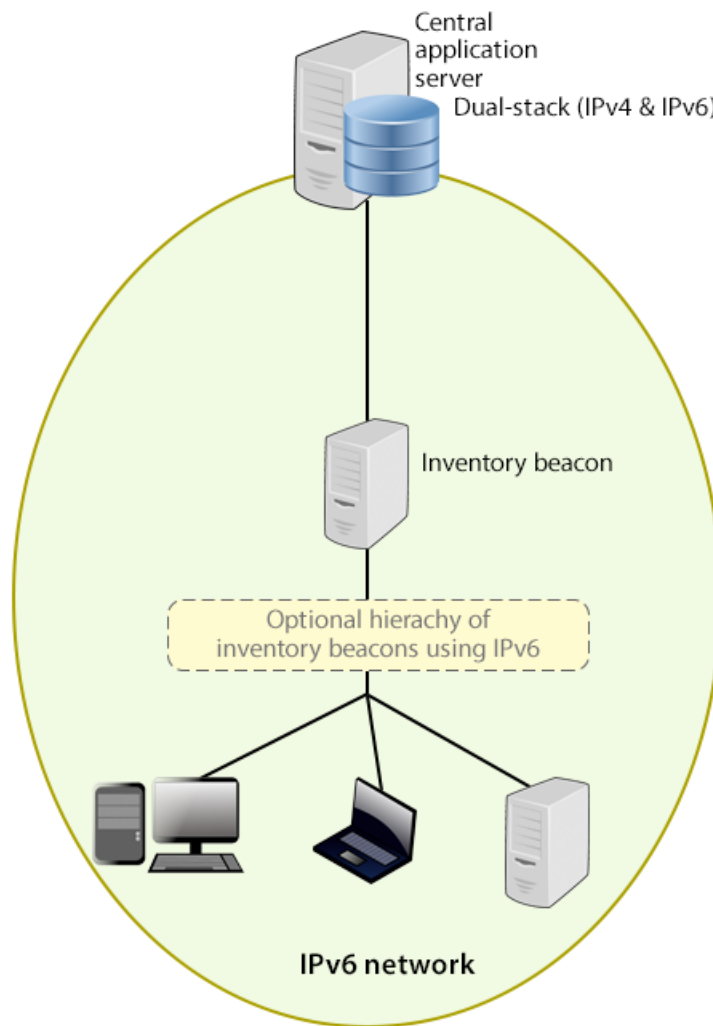 Central
application
server
Dual-stack (IPv4 & IPv6)
Inventory beacon
Optional hierachy of
inventory beacons using IPv6
IPv6 network